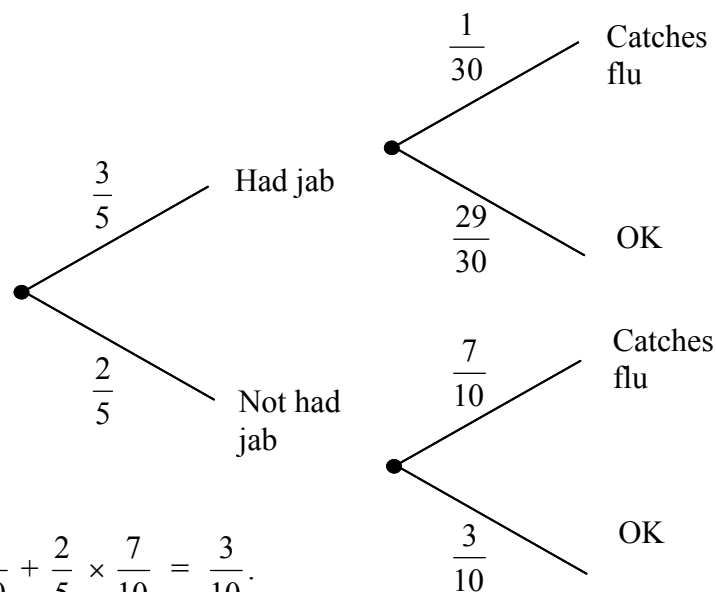 1/30
Catches
flu
3/5
Had jab
29/30
OK
2/5
Not had
jab
7/10
Catches
flu
3/10
OK
+ 2/5 × 7/10 = 3/10.